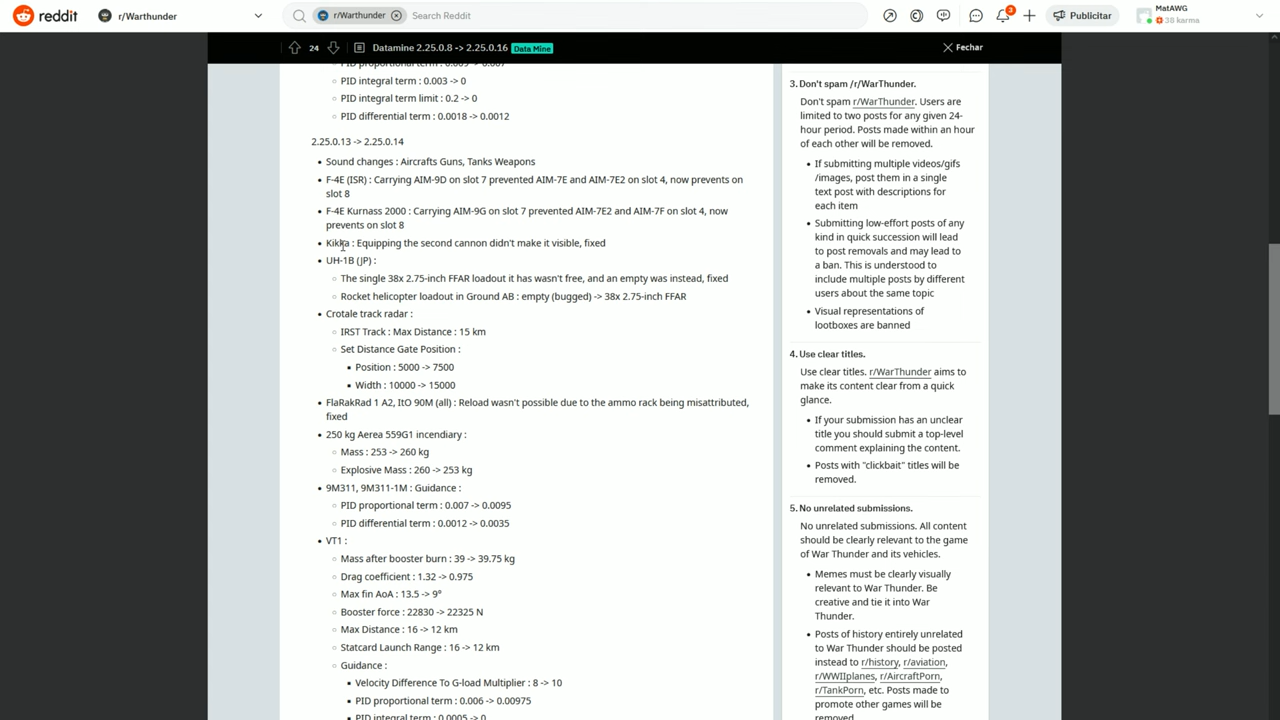 reddit
r/Warthunder
r/Warthunder
Search Reddit
3
Publicitar
MatAWG
38 karma
24
Datamine 2.25.0.8 -> 2.25.0.16
Data Mine
Fechar
PID integral term : 0.003 -> 0
PID integral term limit : 0.2 -> 0
PID differential term : 0.0018 -> 0.0012
2.25.0.13 -> 2.25.0.14
Sound changes : Aircrafts Guns, Tanks Weapons
F-4E (ISR) : Carrying AIM-9D on slot 7 prevented AIM-7E and AIM-7E2 on slot 4, now prevents on
slot 8
F-4E Kurnass 2000 : Carrying AIM-9G on slot 7 prevented AIM-7E2 and AIM-7F on slot 4, now
prevents on slot 8
Kikka : Equipping the second cannon didn't make it visible, fixed
UH-1B (JP) :
The single 38x 2.75-inch FFAR loadout it has wasn't free, and an empty was instead, fixed
Rocket helicopter loadout in Ground AB : empty (bugged) -> 38x 2.75-inch FFAR
Crotale track radar :
IRST Track : Max Distance : 15 km
Set Distance Gate Position :
Position : 5000 -> 7500
Width : 10000 -> 15000
FlaRakRad 1 A2, ItO 90M (all) : Reload wasn't possible due to the ammo rack being misattributed,
fixed
250 kg Aerea 559G1 incendiary :
Mass : 253 -> 260 kg
Explosive Mass : 260 -> 253 kg
9M311, 9M311-1M : Guidance :
PID proportional term : 0.007 -> 0.0095
PID differential term : 0.0012 -> 0.0035
VT1 :
Mass after booster burn : 39 -> 39.75 kg
Drag coefficient : 1.32 -> 0.975
Max fin AoA : 13.5 -> 9°
Booster force : 22830 -> 22325 N
Max Distance : 16 -> 12 km
Statcard Launch Range : 16 -> 12 km
Guidance :
Velocity Difference To G-load Multiplier : 8 -> 10
PID proportional term : 0.006 -> 0.00975
PID integral term : 0.0005 -> 0
3. Don't spam /r/WarThunder.
Don't spam r/WarThunder. Users are
limited to two posts for any given 24-
hour period. Posts made within an hour
of each other will be removed.
If submitting multiple videos/gifs
/images, post them in a single
text post with descriptions for
each item
Submitting low-effort posts of any
kind in quick succession will lead
to post removals and may lead to
a ban. This is understood to
include multiple posts by different
users about the same topic
Visual representations of
lootboxes are banned
4. Use clear titles.
Use clear titles. r/WarThunder aims to
make its content clear from a quick
glance.
If your submission has an unclear
title you should submit a top-level
comment explaining the content.
Posts with "clickbait" titles will be
removed.
5. No unrelated submissions.
No unrelated submissions. All content
should be clearly relevant to the game
of War Thunder and its vehicles.
Memes must be clearly visually
relevant to War Thunder. Be
creative and tie it into War
Thunder.
Posts of history entirely unrelated
to War Thunder should be posted
instead to r/history, r/aviation,
r/WWIIplanes, r/AircraftPorn,
r/TankPorn, etc. Posts made to
promote other games will be
removed.